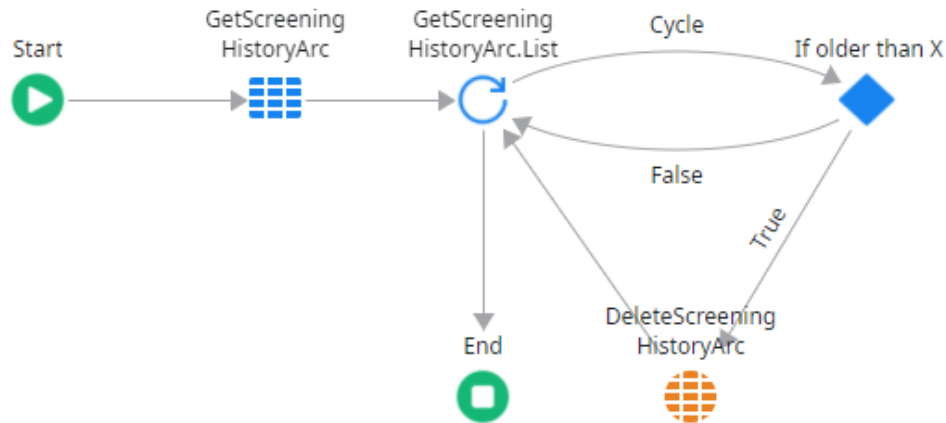 Start
GetScreening
HistoryArc
GetScreening
HistoryArc.List
Cycle
If older than X
False
True
End
DeleteScreening
HistoryArc